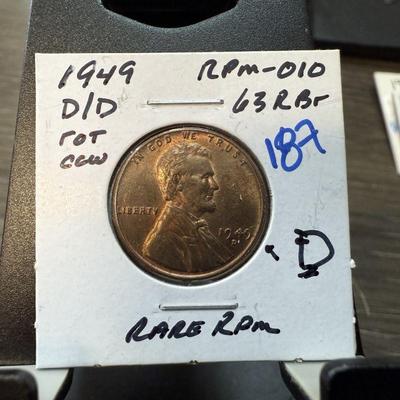 1949
D/D
ROT
CCW
RPM-010
63 RBr
187
IN GOD WE TRUST
LIBERTY
1949
D
D
RARE RPM